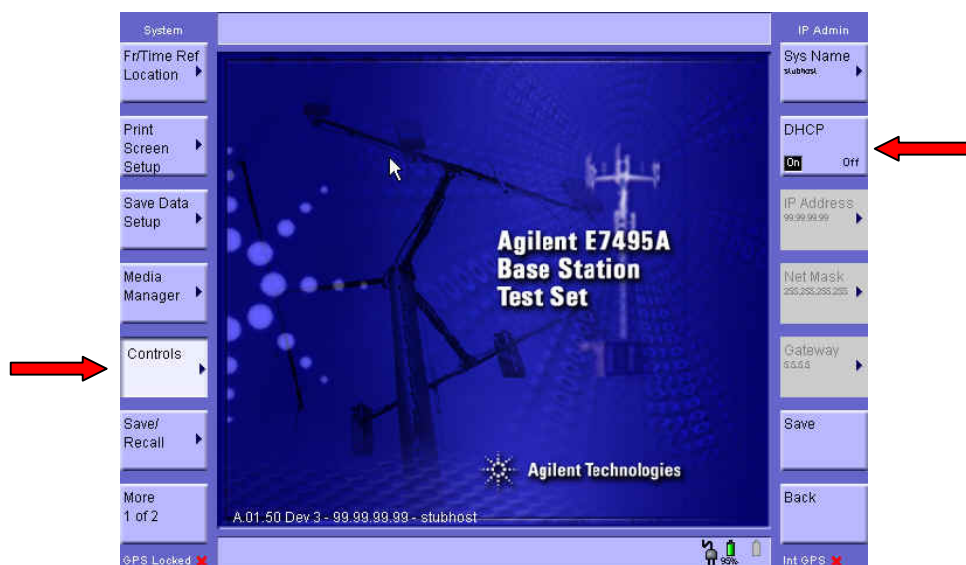 System
Fr/Time Ref
Location
Print
Screen
Setup
Save Data
Setup
Media
Manager
Controls
Save/
Recall
More
1 of 2
GPS Locked
Agilent E7495A
Base Station
Test Set
Agilent Technologies
A.01.50 Dev 3 - 99.99.99.99 - stubhost
95%
IP Admin
Sys Name
stubhost
DHCP
On Off
IP Address
99.99.99.99
Net Mask
255.255.255.255
Gateway
5.5.5.5
Save
Back
Int GPS